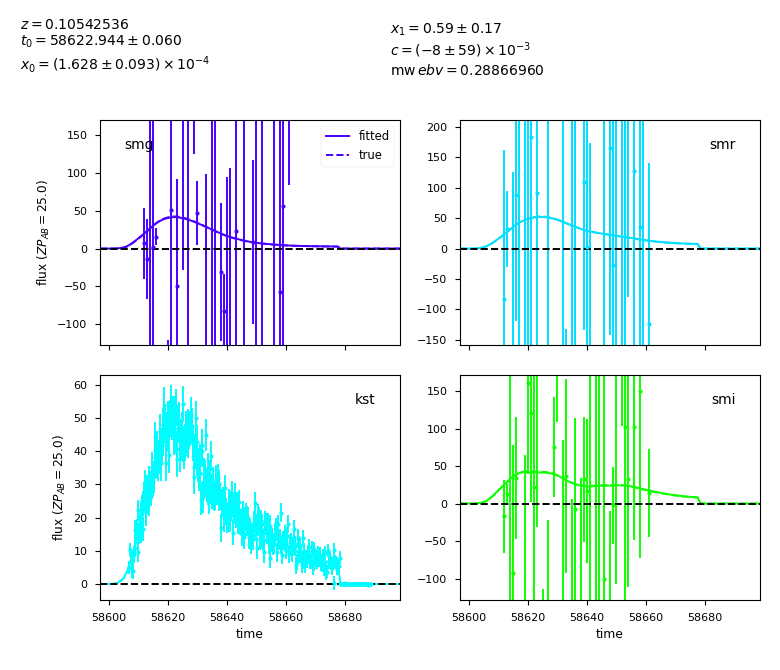 z = 0.10542536
t₀ = 58622.944 ± 0.060
x₀ = (1.628 ± 0.093) × 10⁻⁴
x₁ = 0.59 ± 0.17
c = (−8 ± 59) × 10⁻³
mw ebv = 0.28866960
smg
fitted
true
150
100
50
0
−50
−100
flux (ZP_AB = 25.0)
smr
200
150
100
50
0
−50
−100
−150
kst
60
50
40
30
20
10
0
flux (ZP_AB = 25.0)
58600 58620 58640 58660 58680
time
smi
150
100
50
0
−50
−100
58600 58620 58640 58660 58680
time